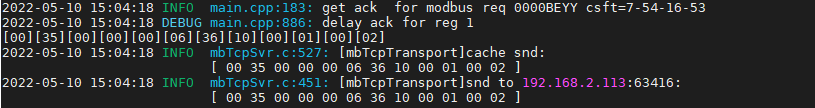 2022-05-10 15:04:18 INFO  main.cpp:183: get ack  for modbus req 0000BEYY csft=7-54-16-53
2022-05-10 15:04:18 DEBUG main.cpp:886: delay ack for reg 1
[00][35][00][00][00][06][36][10][00][01][00][02]
2022-05-10 15:04:18 INFO  mbTcpSvr.c:527: [mbTcpTransport]cache snd:
[ 00 35 00 00 00 06 36 10 00 01 00 02 ]
2022-05-10 15:04:18 INFO  mbTcpSvr.c:451: [mbTcpTransport]snd to 192.168.2.113:63416:
[ 00 35 00 00 00 06 36 10 00 01 00 02 ]